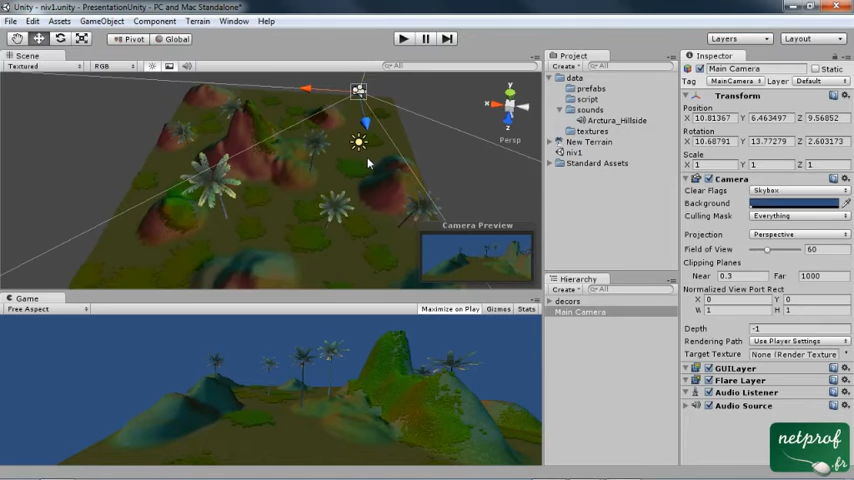 Unity - niv1.unity - PresentationUnity - PC and Mac Standalone*
File Edit Assets GameObject Component Terrain Window Help
Pivot Global Layers Layout
Scene
Textured RGB All
y
x
z
Persp
Camera Preview
Game
Free Aspect Maximize on Play Gizmos Stats
Project
Create All
data
prefabs
script
sounds
Arctura_Hillside
textures
New Terrain
niv1
Standard Assets
Hierarchy
Create All
decors
Main Camera
Inspector
Main Camera Static
Tag MainCamera Layer Default
Transform
Position
X 10.81367 Y 6.463497 Z 9.56852
Rotation
X 10.68791 Y 13.77279 Z 2.603173
Scale
X 1 Y 1 Z 1
Camera
Clear Flags Skybox
Background
Culling Mask Everything
Projection Perspective
Field of View 60
Clipping Planes
Near 0.3 Far 1000
Normalized View Port Rect
X 0 Y 0
W 1 H 1
Depth -1
Rendering Path Use Player Settings
Target Texture None (Render Texture
GUILayer
Flare Layer
Audio Listener
Audio Source
netprof
.fr